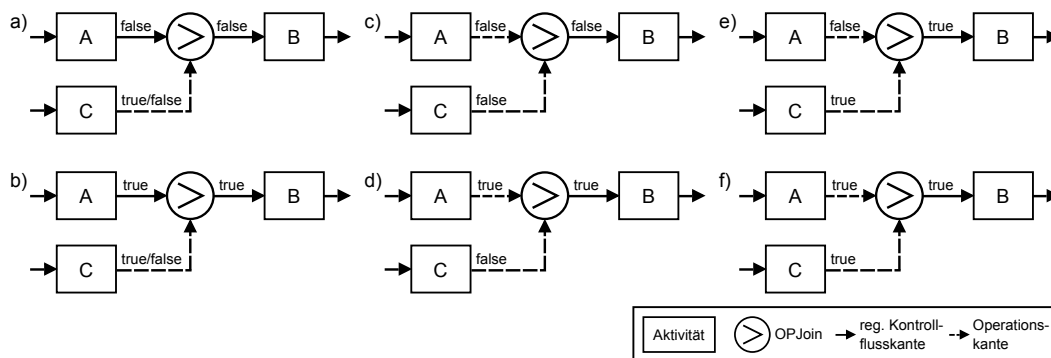 a) A false > false B
C true/false
c) A false > false B
C false
e) A false > true B
C true
b) A true > true B
C true/false
d) A true > true B
C false
f) A true > true B
C true
Aktivität > OPJoin reg. Kontroll-
flusskante Operations-
kante